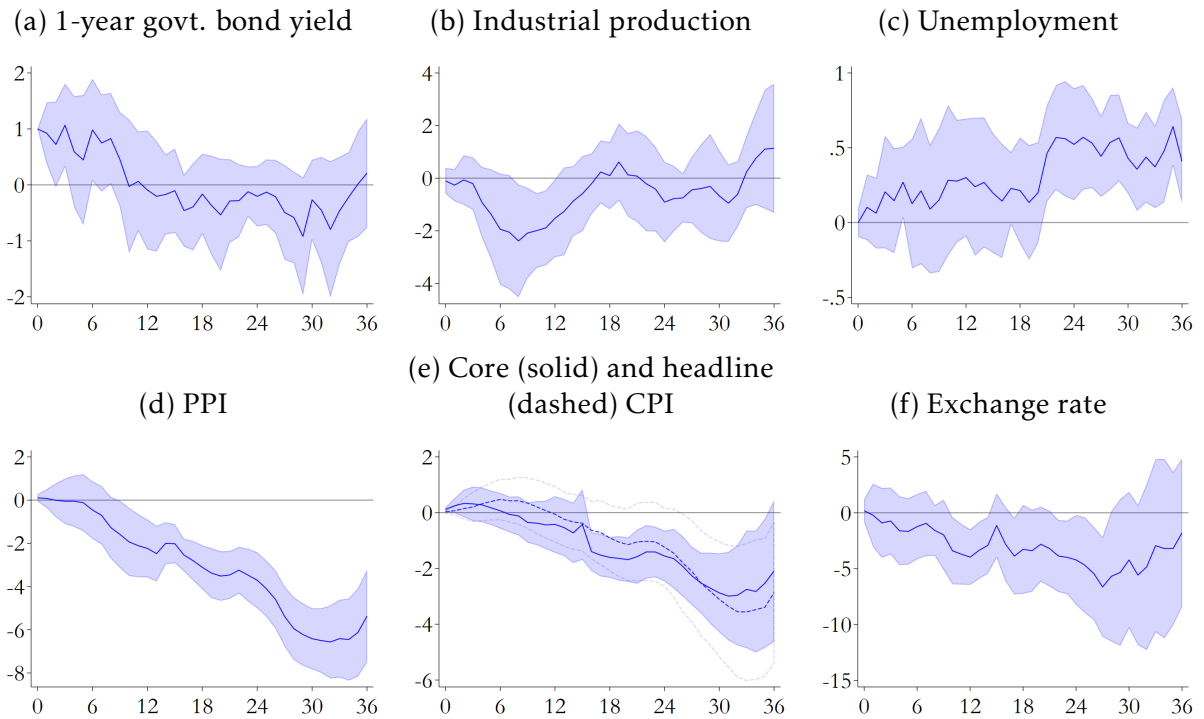 (a) 1-year govt. bond yield
(b) Industrial production
(c) Unemployment
2
1
0
-1
-2
0 6 12 18 24 30 36
4
2
0
-2
-4
0 6 12 18 24 30 36
1
.5
0
-.5
0 6 12 18 24 30 36
(d) PPI
(e) Core (solid) and headline
(dashed) CPI
(f) Exchange rate
2
0
-2
-4
-6
-8
0 6 12 18 24 30 36
2
0
-2
-4
-6
0 6 12 18 24 30 36
5
0
-5
-10
-15
0 6 12 18 24 30 36